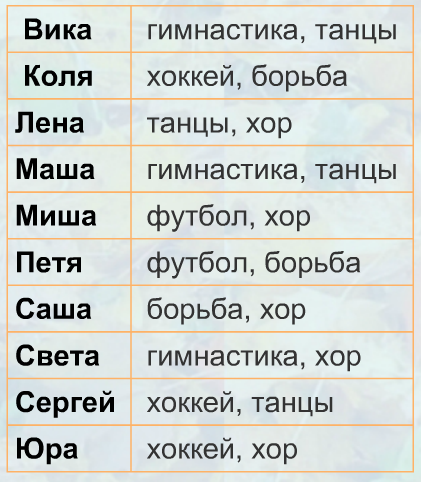 Вика гимнастика, танцы
Коля хоккей, борьба
Лена танцы, хор
Маша гимнастика, танцы
Миша футбол, хор
Петя футбол, борьба
Саша борьба, хор
Света гимнастика, хор
Сергей хоккей, танцы
Юра хоккей, хор